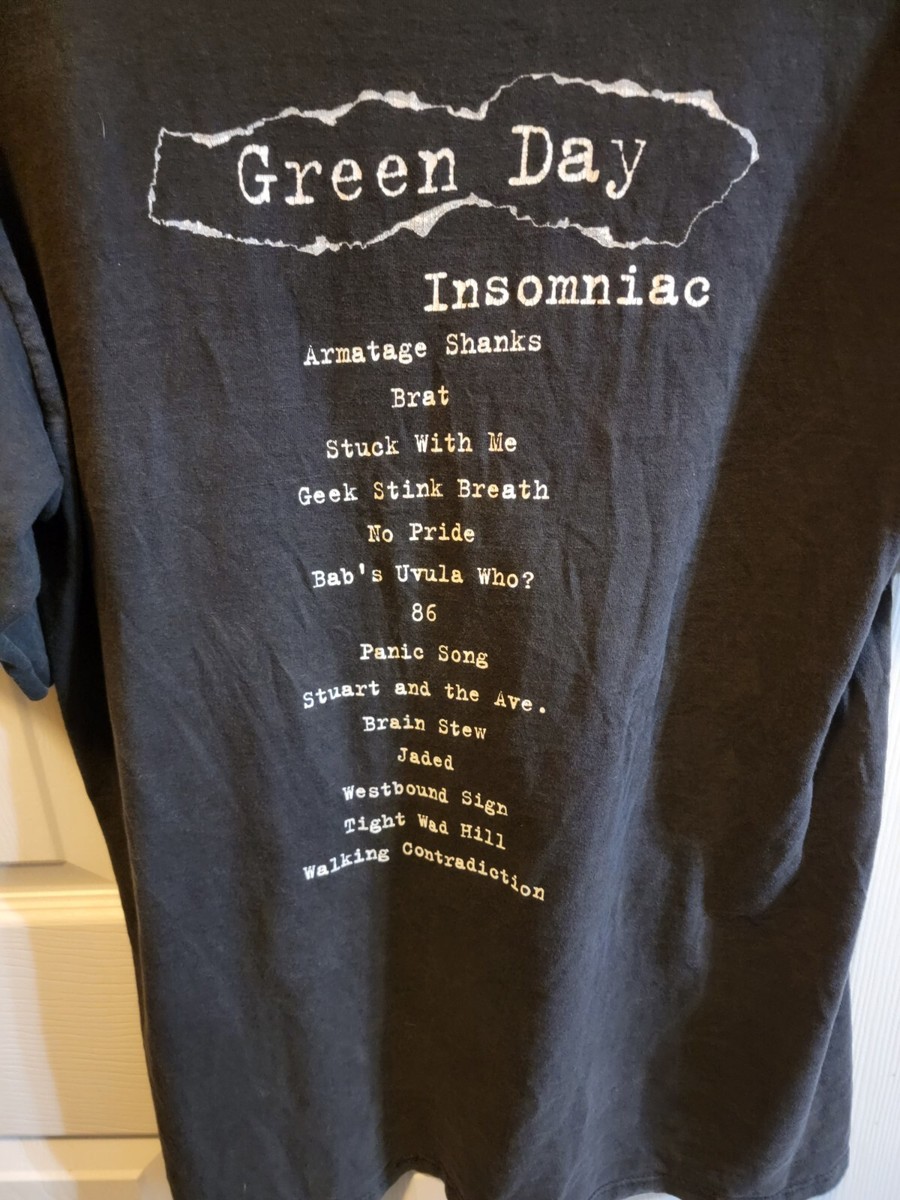 Green Day
Insomniac
Armatage Shanks
Brat
Stuck With Me
Geek Stink Breath
No Pride
Bab's Uvula Who?
86
Panic Song
Stuart and the Ave.
Brain Stew
Jaded
Westbound Sign
Tight Wad Hill
Walking Contradiction